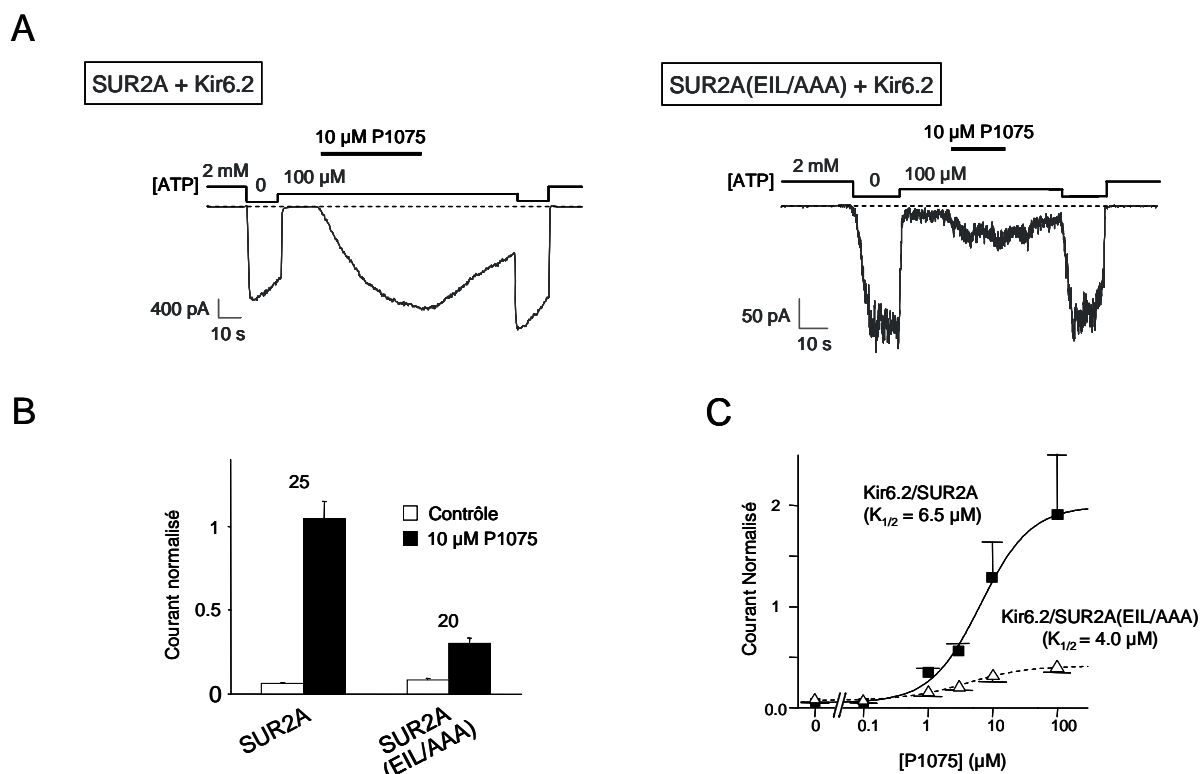 A
SUR2A + Kir6.2
10 µM P1075
[ATP] 2 mM 0 100 µM
400 pA
10 s
SUR2A(EIL/AAA) + Kir6.2
10 µM P1075
[ATP] 2 mM 0 100 µM
50 pA
10 s
B
Courant normalisé
1
0.5
0
25
20
Contrôle
10 µM P1075
SUR2A
SUR2A
(EIL/AAA)
C
Courant Normalisé
2
1
0.0
Kir6.2/SUR2A
(K1/2 = 6.5 µM)
Kir6.2/SUR2A(EIL/AAA)
(K1/2 = 4.0 µM)
0 0.1 1 10 100
[P1075] (µM)